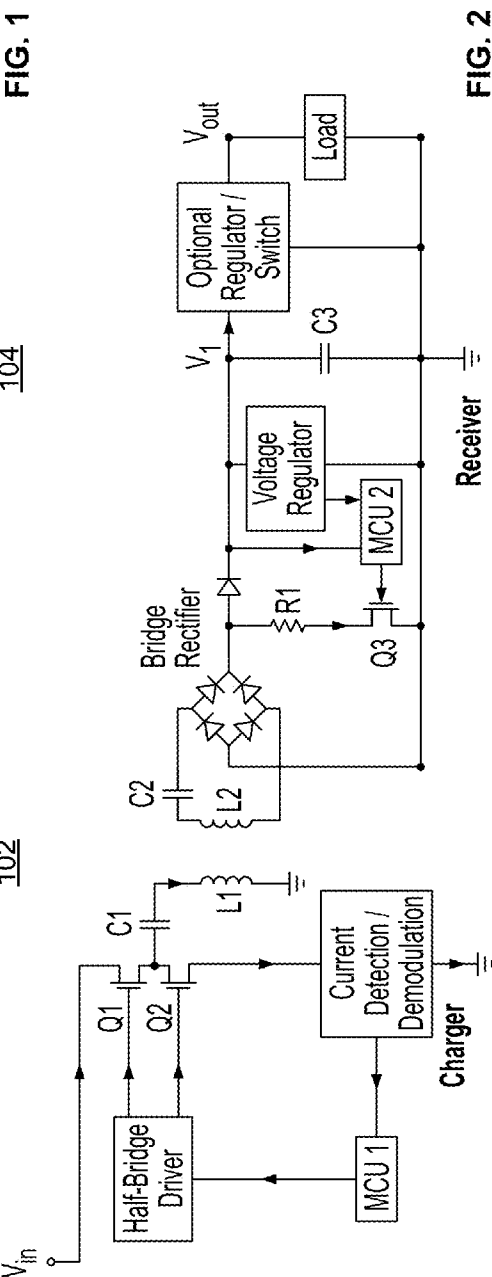 FIG. 1
102
104
Vin
Half-Bridge
Driver
MCU 1
Q1
Q2
C1
L1
Current
Detection /
Demodulation
Charger
C2
L2
Bridge
Rectifier
R1
Q3
MCU 2
Voltage
Regulator
V1
C3
Optional
Regulator /
Switch
Vout
Load
Receiver
FIG. 2